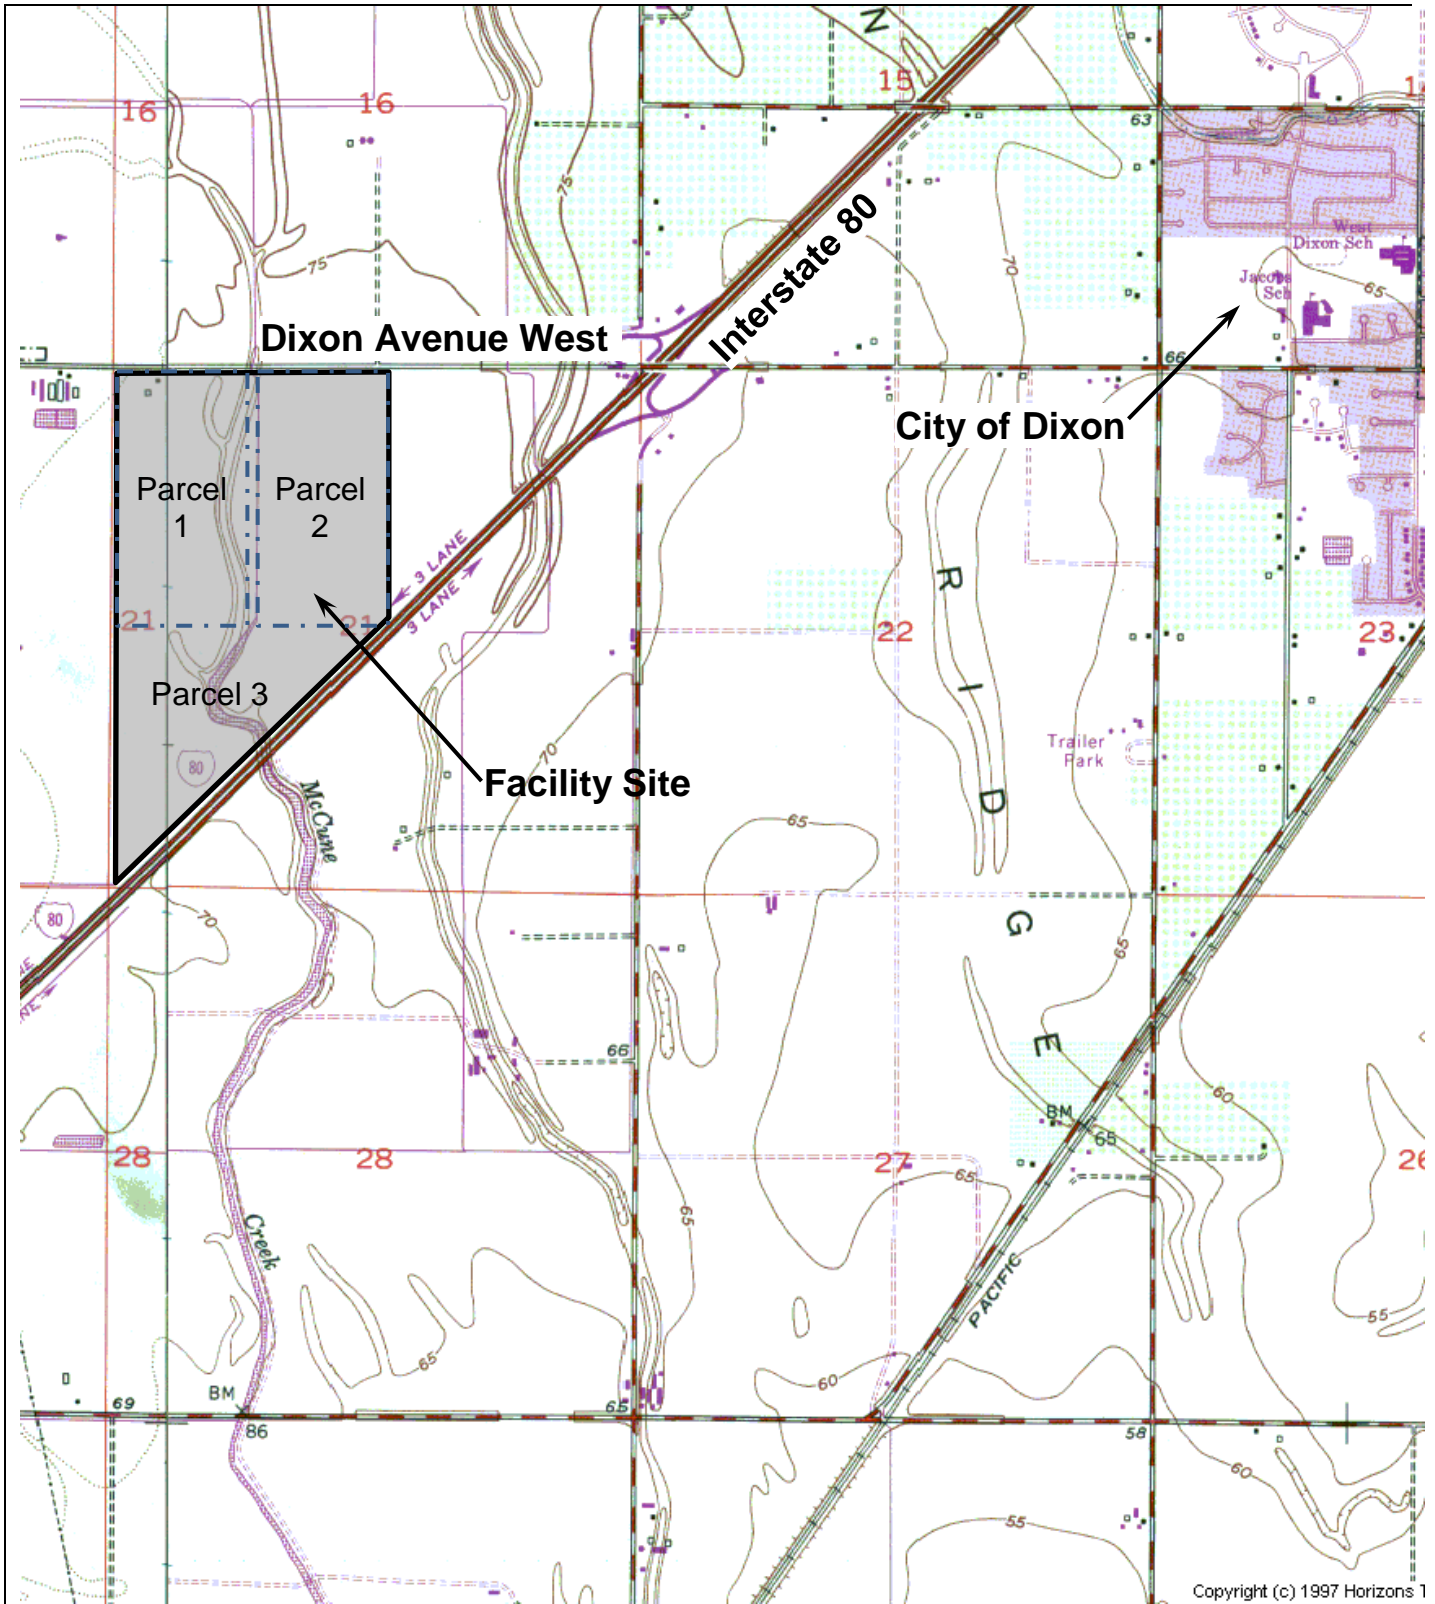 N
15
16
16
63
75
75
70
Interstate 80
West
Dixon Sch
Jacobs
Sch
65
Dixon Avenue West
66
City of Dixon
Parcel
1
Parcel
2
3 LANE
3 LANE
R
21
21
22
23
Parcel 3
I
Trailer
Park
70
80
Facility Site
D
McCune
65
80
70
G
65
E
66
60
BM
65
28
28
27
26
65
65
Creek
PACIFIC
55
65
60
BM
69
65
86
58
60
55
Copyright (c) 1997 Horizons T